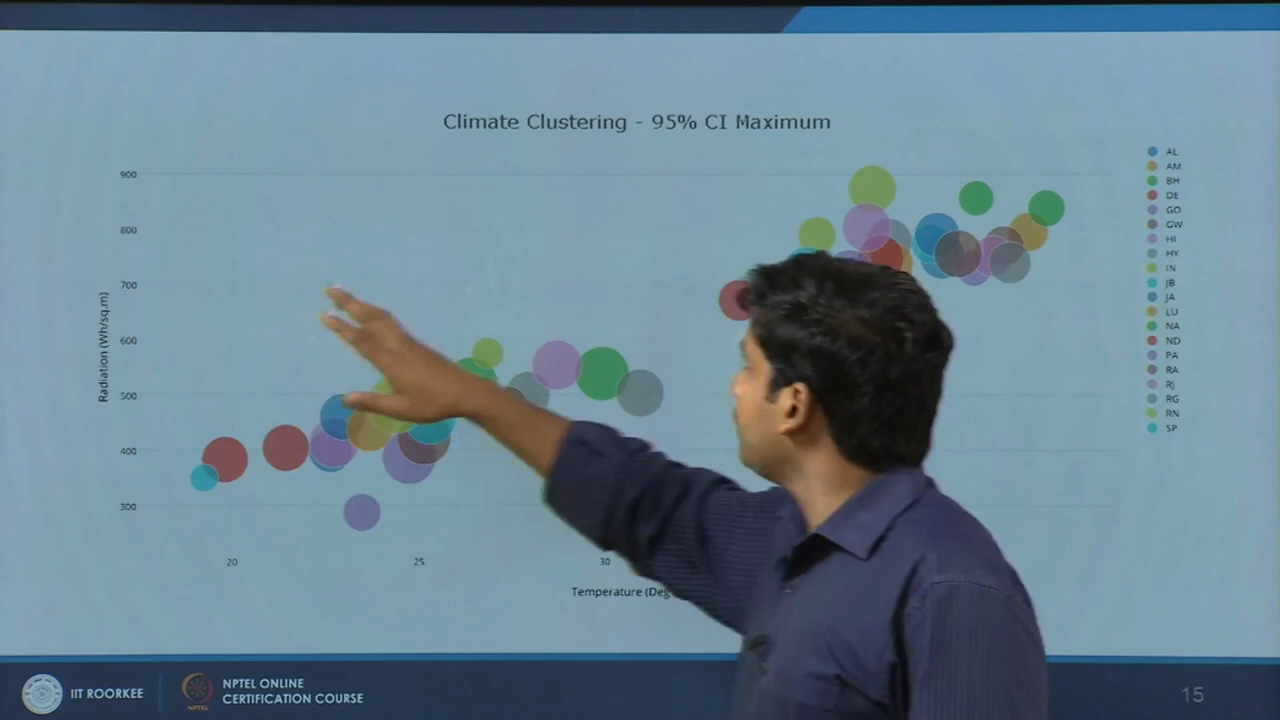 Climate Clustering - 95% CI Maximum
900
800
700
600
500
400
300
Radiation (Wh/sq.m)
20
25
30
Temperature (Deg
AL
AM
BH
DE
GO
GW
HI
HY
IN
JB
JA
LU
NA
ND
PA
RA
RJ
RG
RN
SP
IIT ROORKEE
NPTEL
NPTEL ONLINE
CERTIFICATION COURSE
15